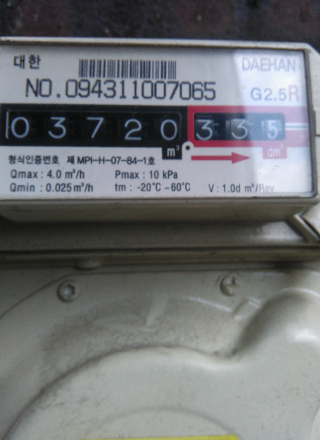 대한 DAEHAN
NO.094311007065 G2.5R
03720335
m³ dm³
형식인증번호 제 MPI-H-07-64-1호
Qmax : 4.0 m³/h Pmax : 10 kPa
Qmin : 0.025 m³/h tm : -20°C ~ 60°C V : 1.0d m³/Rev